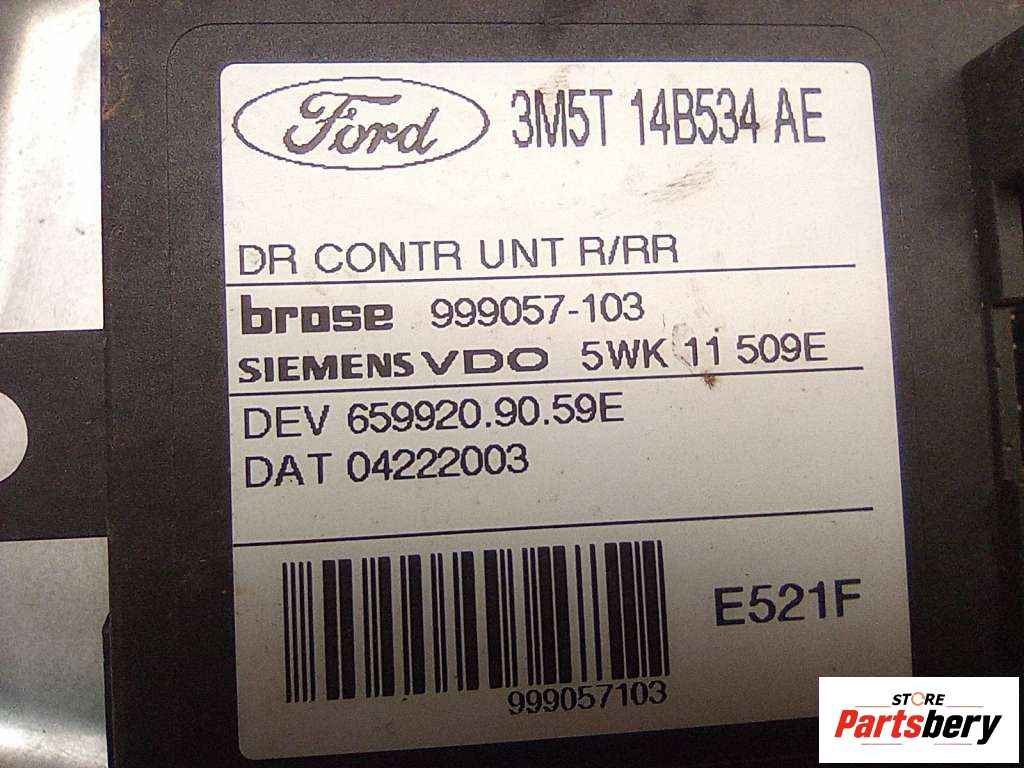 Ford 3M5T 14B534 AE
DR CONTR UNT R/RR
brose 999057-103
SIEMENS VDO 5WK 11 509E
DEV 659920.90.59E
DAT 04222003
E521F
999057103
STORE
Partsbery